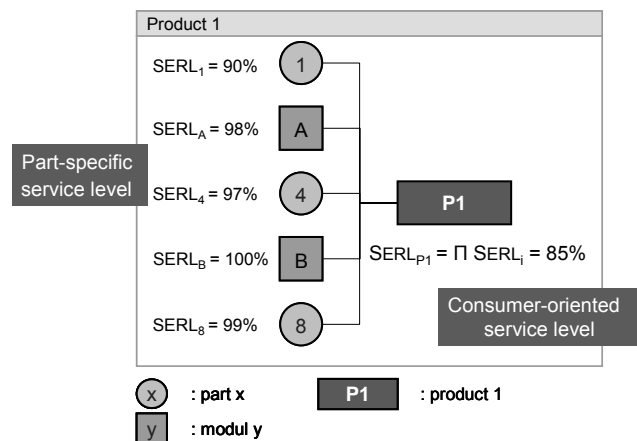 Product 1
SERL1 = 90%
1
SERLA = 98%
A
Part-specific
service level
SERL4 = 97%
4
P1
SERLB = 100%
B
SERLP1 = Π SERLi = 85%
SERL8 = 99%
8
Consumer-oriented
service level
x : part x
P1 : product 1
y : modul y